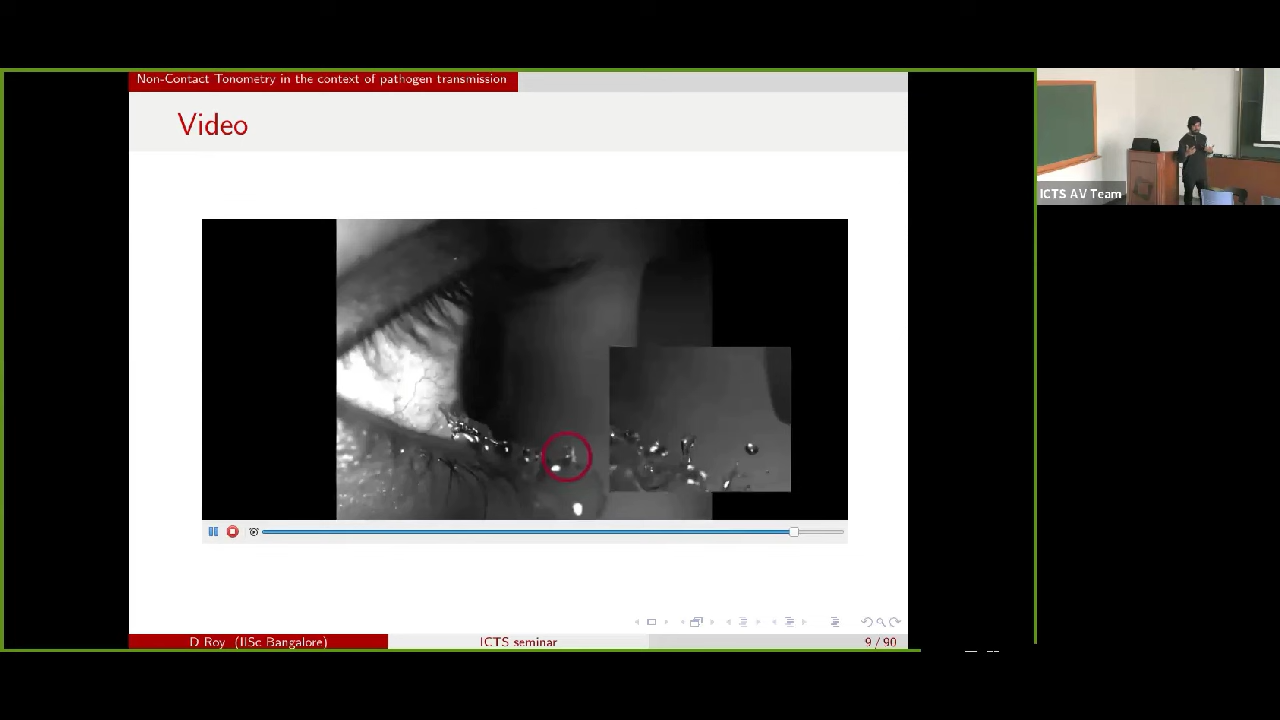 Non-Contact Tonometry in the context of pathogen transmission
Video
ICTS AV Team
D Roy (IISc Bangalore)
ICTS seminar
9 / 90